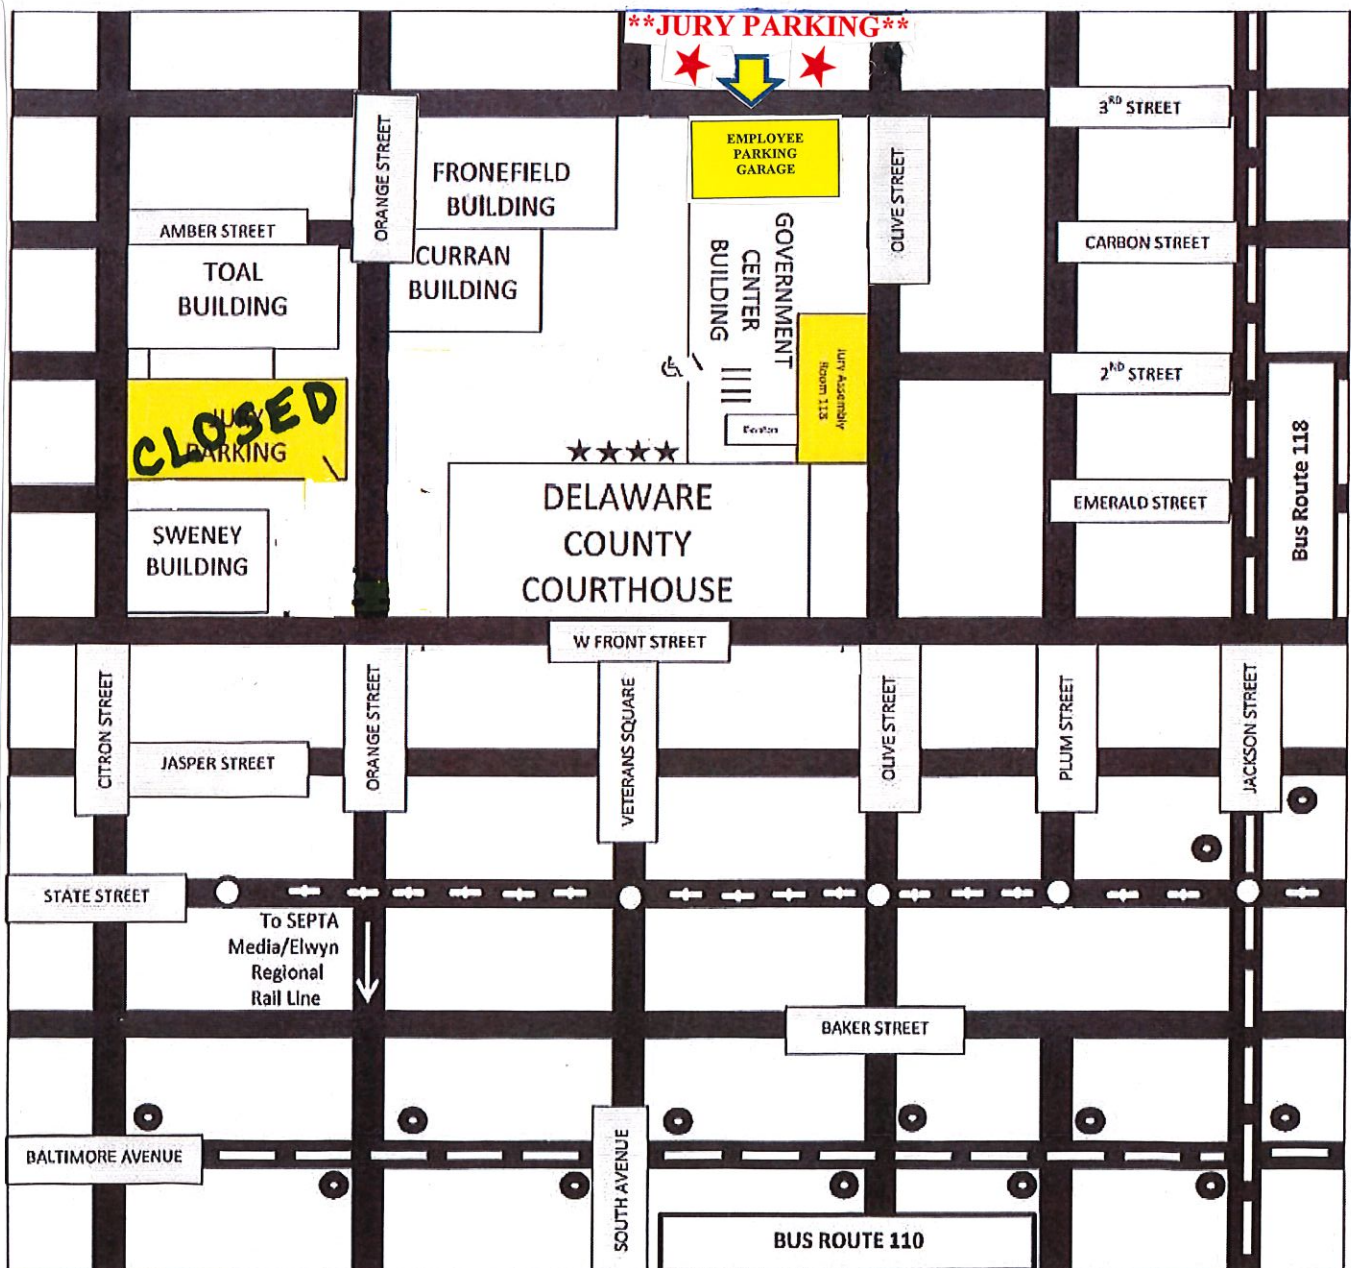 **JURY PARKING**
3RD STREET
ORANGE STREET
EMPLOYEE
PARKING
GARAGE
OLIVE STREET
FRONEFIELD
BUILDING
AMBER STREET
CARBON STREET
TOAL
BUILDING
CURRAN
BUILDING
GOVERNMENT
CENTER
BUILDING
2ND STREET
Jury Assembly
Room 118
JURY
PARKING
CLOSED
Elevators
Bus Route 118
DELAWARE
COUNTY
COURTHOUSE
EMERALD STREET
SWENEY
BUILDING
W FRONT STREET
CITRON STREET
ORANGE STREET
VETERANS SQUARE
OLIVE STREET
PLUM STREET
JACKSON STREET
JASPER STREET
STATE STREET
To SEPTA
Media/Elwyn
Regional
Rail Line
BAKER STREET
BALTIMORE AVENUE
SOUTH AVENUE
BUS ROUTE 110